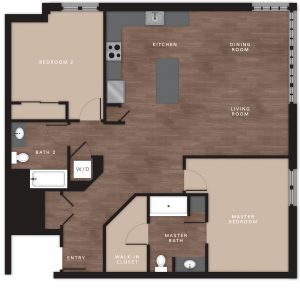 KITCHEN
DINING
ROOM
BEDROOM 2
LIVING
ROOM
BATH 2
W/D
MASTER
BEDROOM
MASTER
BATH
WALK-IN
CLOSET
ENTRY